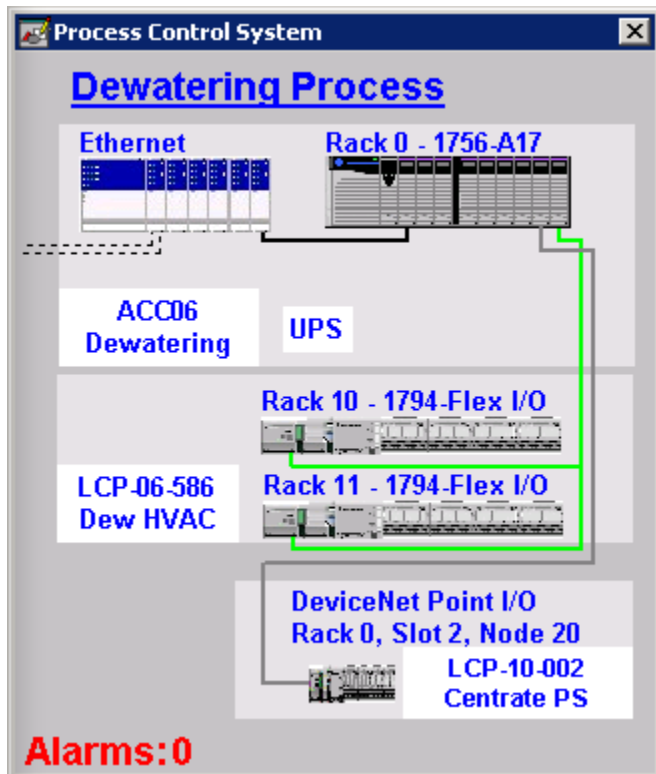 Process Control System
Dewatering Process
Ethernet
Rack 0 - 1756-A17
ACC06
Dewatering
UPS
Rack 10 - 1794-Flex I/O
LCP-06-586
Dew HVAC
Rack 11 - 1794-Flex I/O
DeviceNet Point I/O
Rack 0, Slot 2, Node 20
LCP-10-002
Centrate PS
Alarms:0